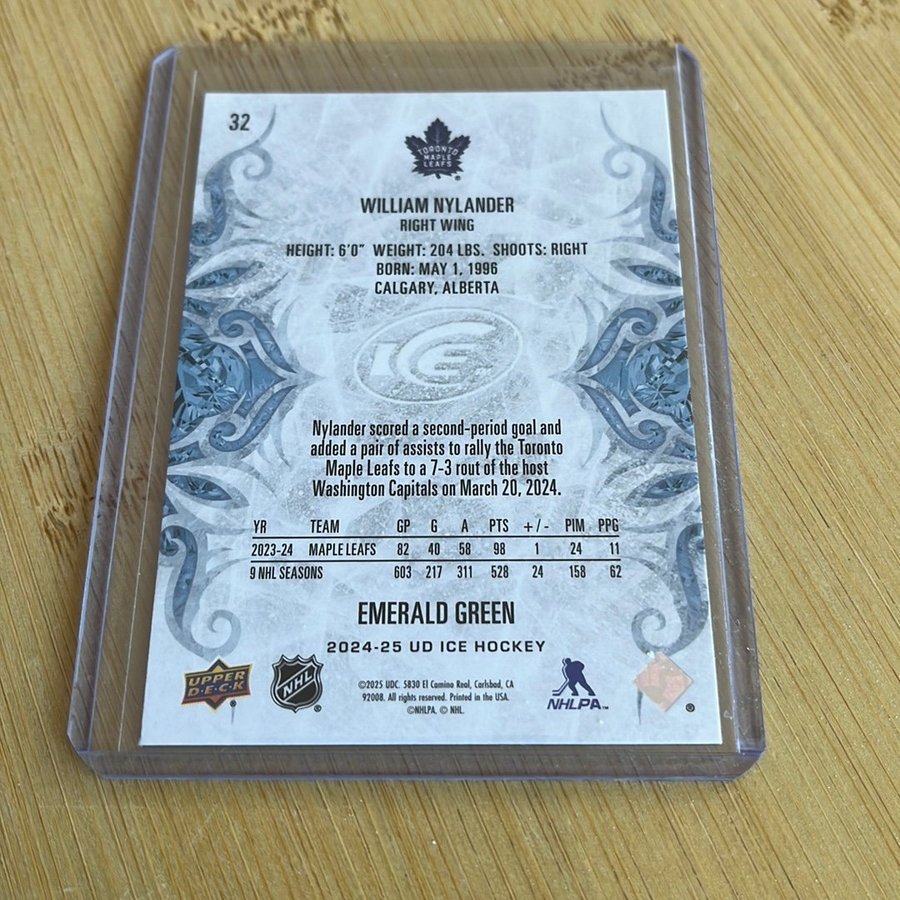 32
TORONTO
MAPLE
LEAFS
®
WILLIAM NYLANDER
RIGHT WING
HEIGHT: 6'0" WEIGHT: 204 LBS. SHOOTS: RIGHT
BORN: MAY 1, 1996
CALGARY, ALBERTA
ICE
Nylander scored a second-period goal and
added a pair of assists to rally the Toronto
Maple Leafs to a 7-3 rout of the host
Washington Capitals on March 20, 2024.
YR TEAM GP G A PTS +/- PIM PPG
2023-24 MAPLE LEAFS 82 40 58 98 1 24 11
9 NHL SEASONS 603 217 311 528 24 158 62
EMERALD GREEN
2024-25 UD ICE HOCKEY
UPPER
D·E·C·K
®
NHL
®
©2025 UDC. 5830 El Camino Real, Carlsbad, CA
92008. All rights reserved. Printed in the USA.
©NHLPA. © NHL.
NHLPA™
®